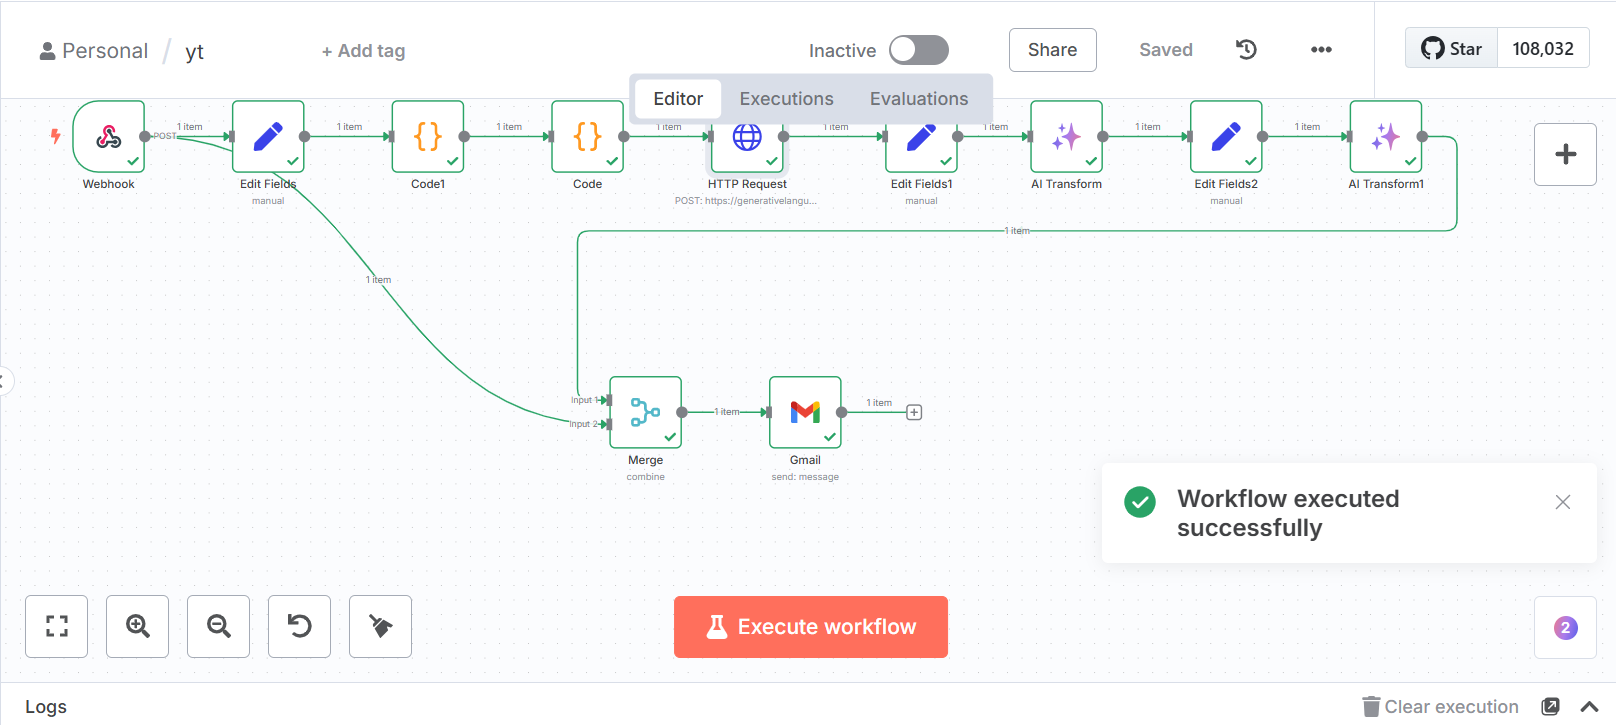 Personal / yt
+ Add tag
Inactive
Share
Saved
Star
108,032
Editor
Executions
Evaluations
POST
1 item
1 item
1 item
1 item
1 item
1 item
1 item
1 item
Webhook
Edit Fields
manual
Code1
Code
HTTP Request
POST: https://generativelangu...
Edit Fields1
manual
AI Transform
Edit Fields2
manual
AI Transform1
1 item
1 item
Input 1
Input 2
1 item
1 item
Merge
combine
Gmail
send: message
Workflow executed
successfully
Execute workflow
2
Logs
Clear execution